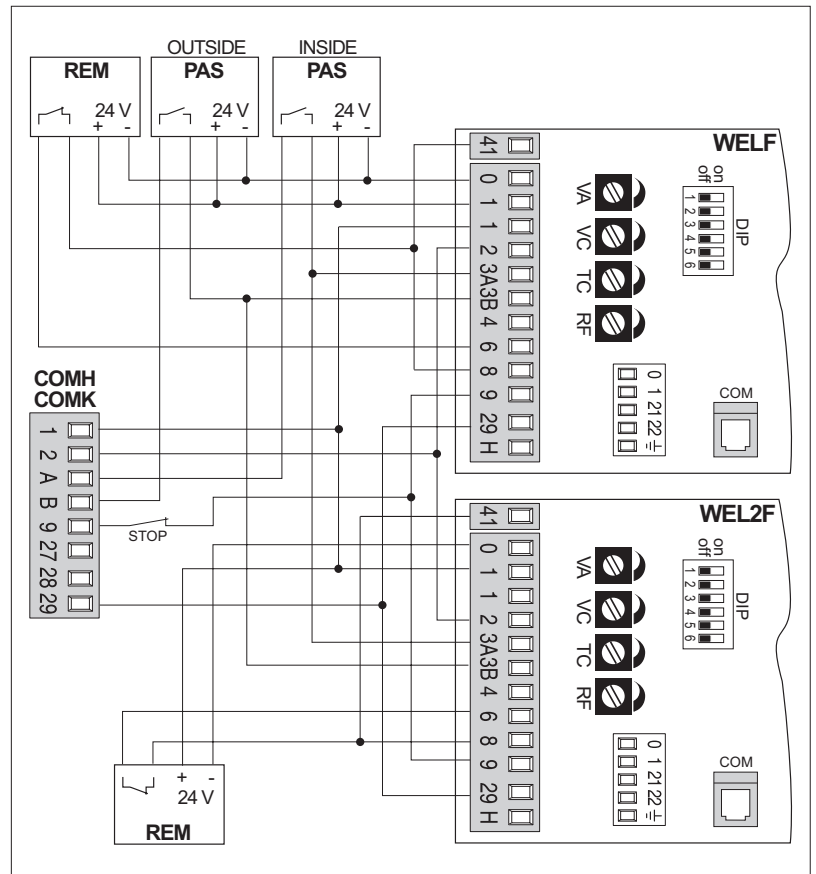 OUTSIDE INSIDE
REM PAS PAS
24 V 24 V 24 V
+ - + - + -
WELF
41
0
1
1
2
3A
3B
4
6
8
9
29
H
VA
VC
TC
RF
on
off
1
2
3
4
5
6
DIP
0
1
21
22
COM
COMH
COMK
1
2
A
B
9
27
28
29
STOP
WEL2F
41
0
1
1
2
3A
3B
4
6
8
9
29
H
VA
VC
TC
RF
on
off
1
2
3
4
5
6
DIP
0
1
21
22
COM
+ -
24 V
REM